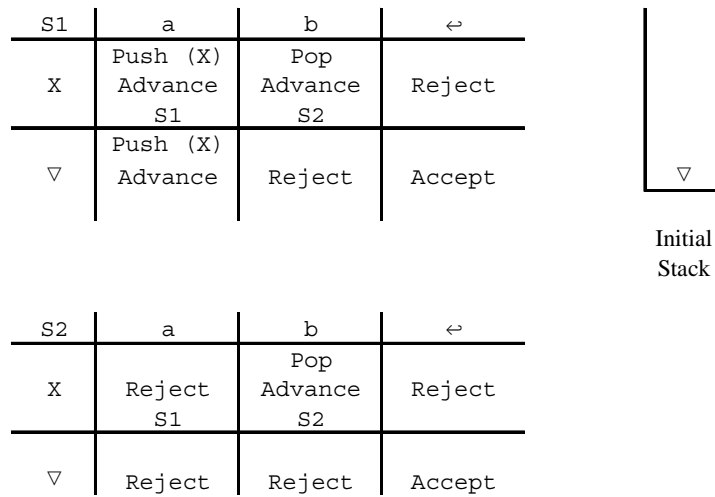 S1 a b ↩
Push (X) Pop
X Advance Advance Reject
S1 S2
Push (X)
▽ Advance Reject Accept
▽
Initial
Stack
S2 a b ↩
Pop
X Reject Advance Reject
S1 S2
▽ Reject Reject Accept